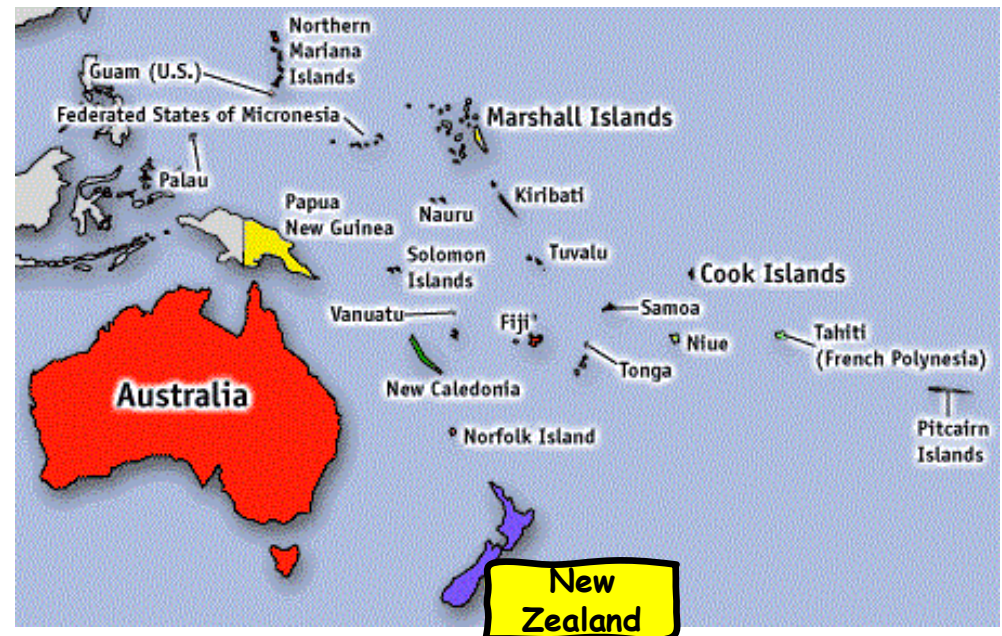 Northern
Mariana
Islands
Guam (U.S.)
Federated States of Micronesia
Marshall Islands
Palau
Kiribati
Papua
New Guinea
Nauru
Solomon
Islands
Tuvalu
Cook Islands
Vanuatu
Samoa
Fiji
Niue
Tahiti
(French Polynesia)
Tonga
New Caledonia
Australia
Norfolk Island
Pitcairn
Islands
New
Zealand